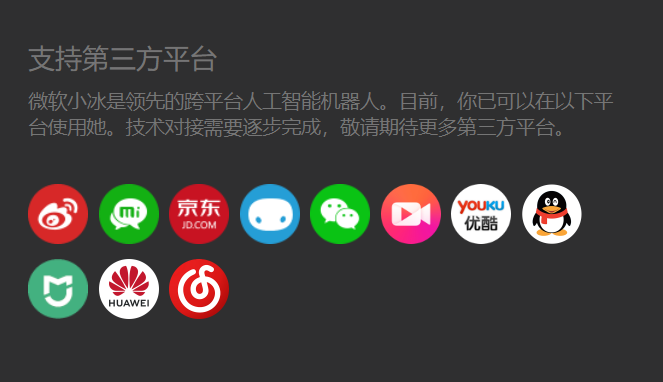 支持第三方平台
微软小冰是领先的跨平台人工智能机器人。目前，你已可以在以下平
台使用她。技术对接需要逐步完成，敬请期待更多第三方平台。
mi
京东
JD.COM
YOUKU
优酷
HUAWEI